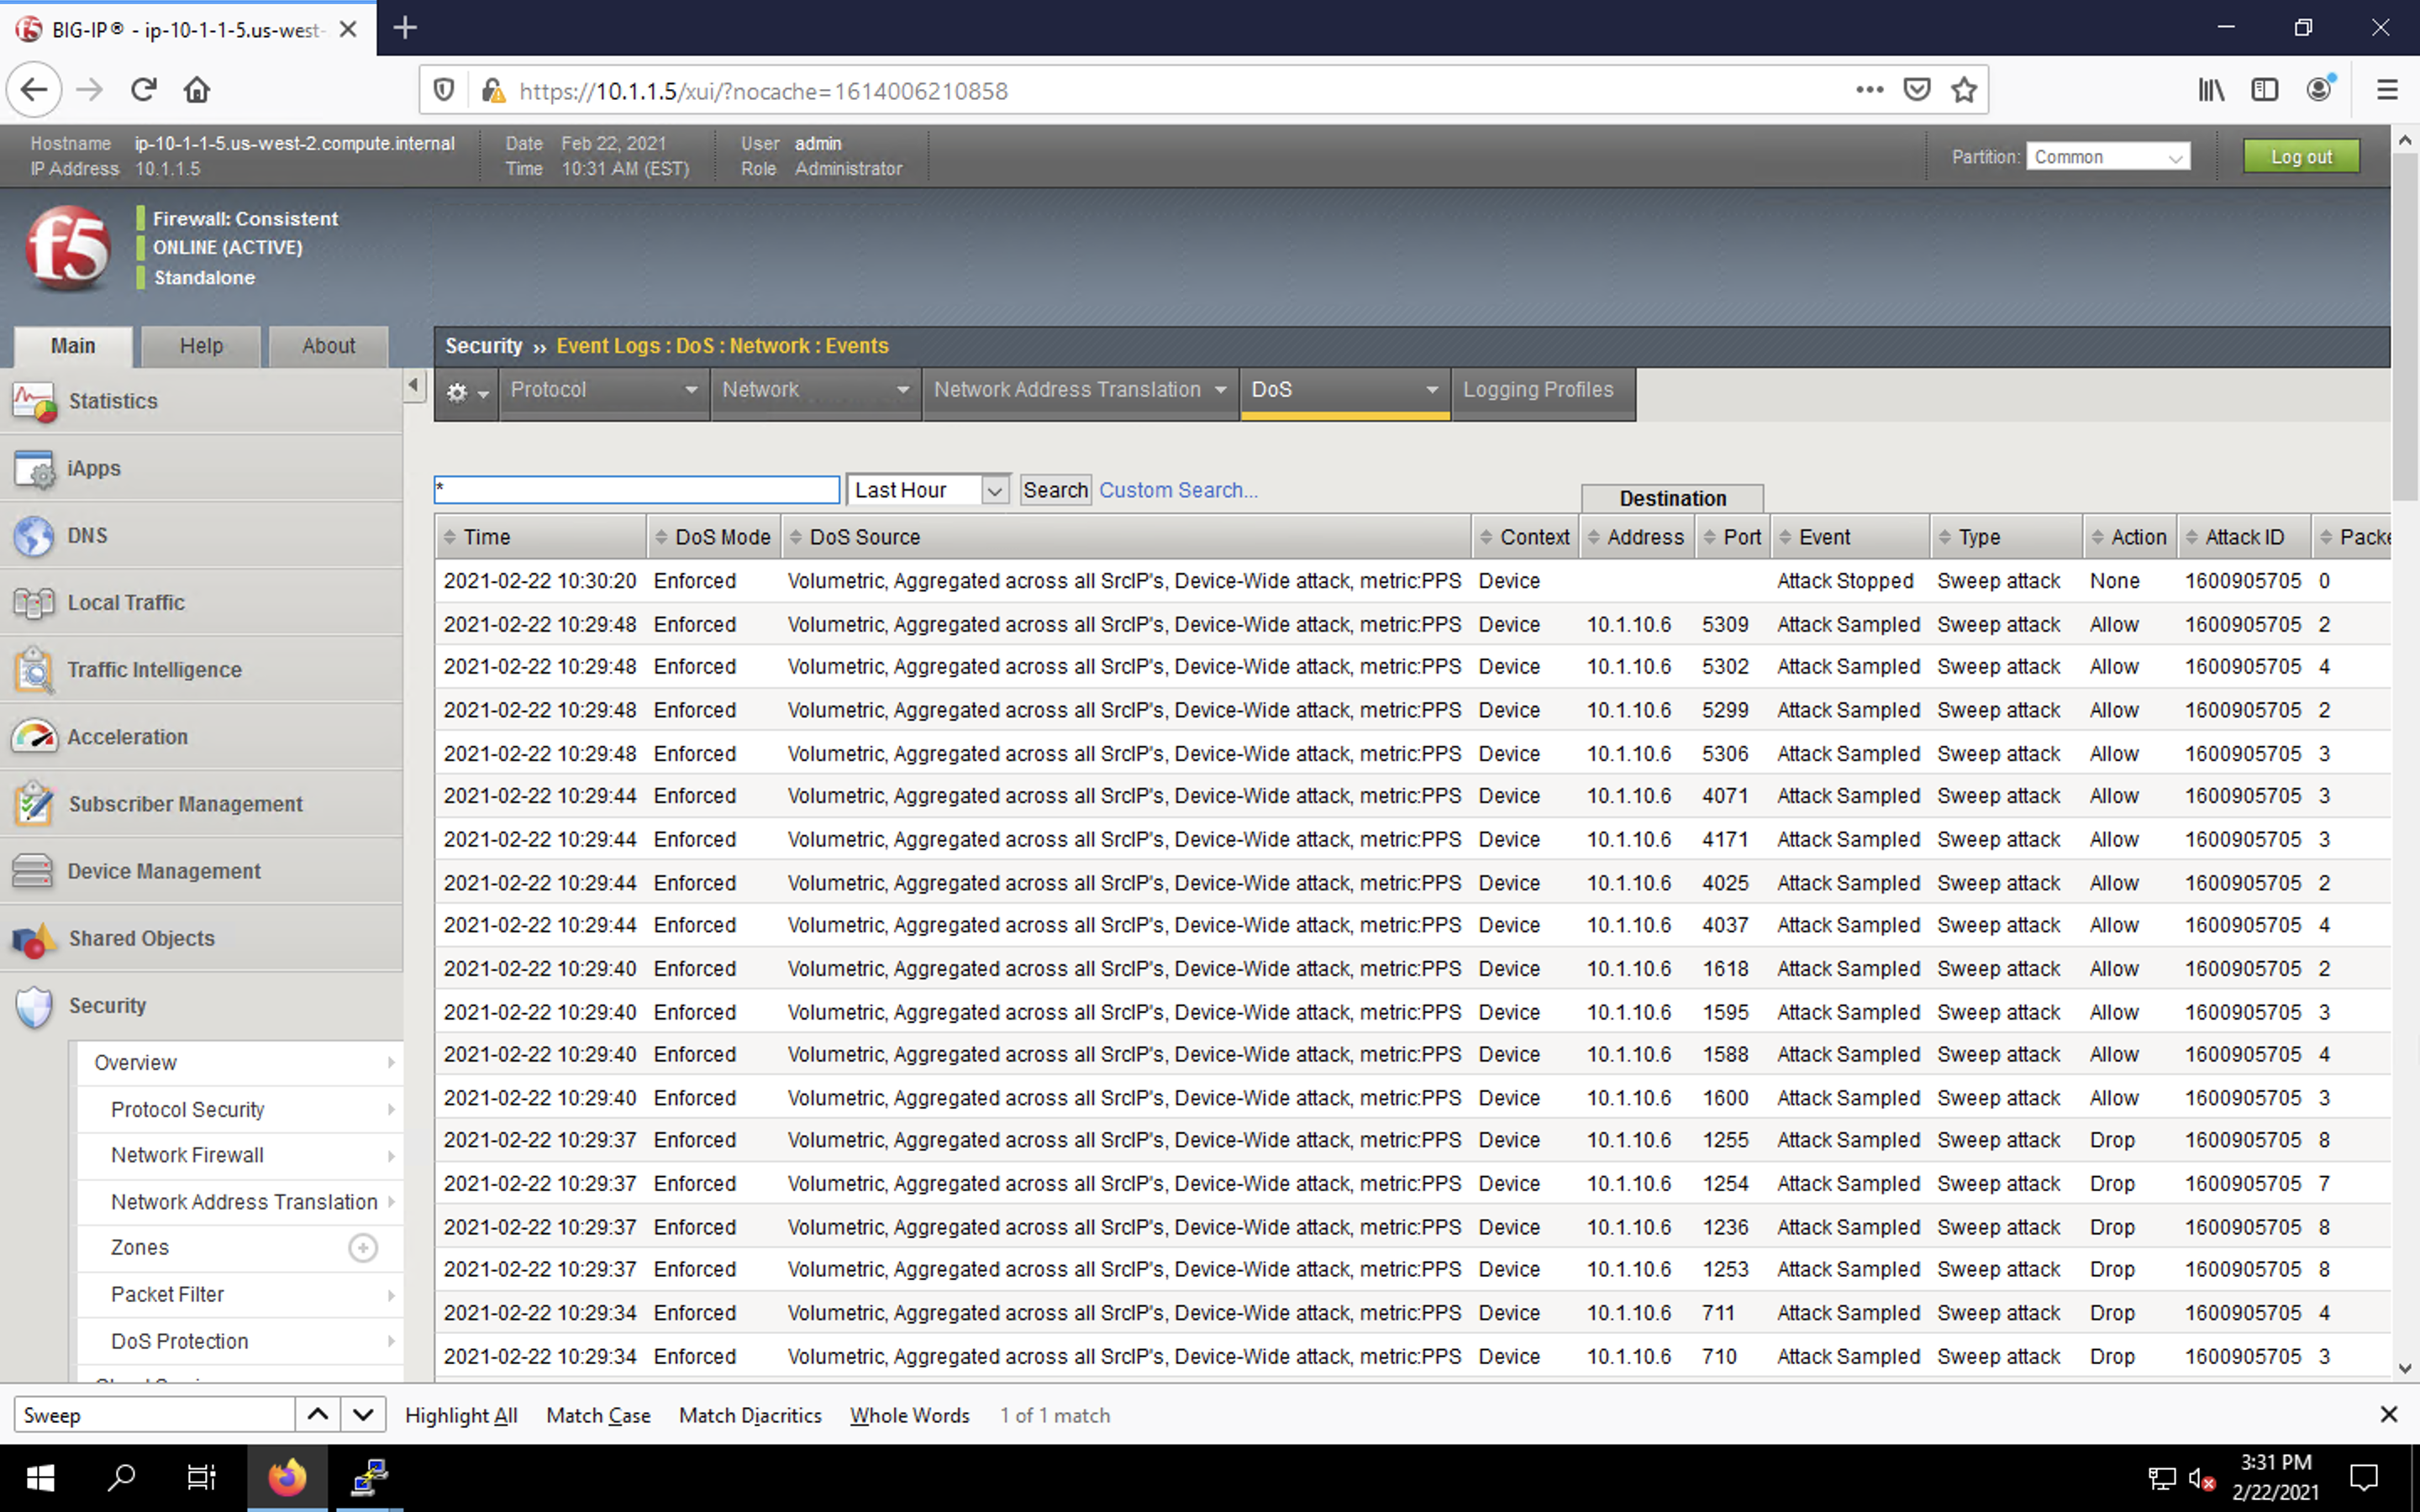 BIG-IP® - ip-10-1-1-5.us-west-
https://10.1.1.5/xui/?nocache=1614006210858
Hostname ip-10-1-1-5.us-west-2.compute.internal Date Feb 22, 2021 User admin
IP Address 10.1.1.5 Time 10:31 AM (EST) Role Administrator
Partition: Common Log out
f5
Firewall: Consistent
ONLINE (ACTIVE)
Standalone
Main Help About
Security ›› Event Logs : DoS : Network : Events
Protocol Network Network Address Translation DoS Logging Profiles
Statistics
iApps
DNS
Local Traffic
Traffic Intelligence
Acceleration
Subscriber Management
Device Management
Shared Objects
Security
Overview
Protocol Security
Network Firewall
Network Address Translation
Zones
Packet Filter
DoS Protection
* Last Hour Search Custom Search...
Destination
Time DoS Mode DoS Source Context Address Port Event Type Action Attack ID Packe
2021-02-22 10:30:20 Enforced Volumetric, Aggregated across all SrcIP's, Device-Wide attack, metric:PPS Device Attack Stopped Sweep attack None 1600905705 0
2021-02-22 10:29:48 Enforced Volumetric, Aggregated across all SrcIP's, Device-Wide attack, metric:PPS Device 10.1.10.6 5309 Attack Sampled Sweep attack Allow 1600905705 2
2021-02-22 10:29:48 Enforced Volumetric, Aggregated across all SrcIP's, Device-Wide attack, metric:PPS Device 10.1.10.6 5302 Attack Sampled Sweep attack Allow 1600905705 4
2021-02-22 10:29:48 Enforced Volumetric, Aggregated across all SrcIP's, Device-Wide attack, metric:PPS Device 10.1.10.6 5299 Attack Sampled Sweep attack Allow 1600905705 2
2021-02-22 10:29:48 Enforced Volumetric, Aggregated across all SrcIP's, Device-Wide attack, metric:PPS Device 10.1.10.6 5306 Attack Sampled Sweep attack Allow 1600905705 3
2021-02-22 10:29:44 Enforced Volumetric, Aggregated across all SrcIP's, Device-Wide attack, metric:PPS Device 10.1.10.6 4071 Attack Sampled Sweep attack Allow 1600905705 3
2021-02-22 10:29:44 Enforced Volumetric, Aggregated across all SrcIP's, Device-Wide attack, metric:PPS Device 10.1.10.6 4171 Attack Sampled Sweep attack Allow 1600905705 3
2021-02-22 10:29:44 Enforced Volumetric, Aggregated across all SrcIP's, Device-Wide attack, metric:PPS Device 10.1.10.6 4025 Attack Sampled Sweep attack Allow 1600905705 2
2021-02-22 10:29:44 Enforced Volumetric, Aggregated across all SrcIP's, Device-Wide attack, metric:PPS Device 10.1.10.6 4037 Attack Sampled Sweep attack Allow 1600905705 4
2021-02-22 10:29:40 Enforced Volumetric, Aggregated across all SrcIP's, Device-Wide attack, metric:PPS Device 10.1.10.6 1618 Attack Sampled Sweep attack Allow 1600905705 2
2021-02-22 10:29:40 Enforced Volumetric, Aggregated across all SrcIP's, Device-Wide attack, metric:PPS Device 10.1.10.6 1595 Attack Sampled Sweep attack Allow 1600905705 3
2021-02-22 10:29:40 Enforced Volumetric, Aggregated across all SrcIP's, Device-Wide attack, metric:PPS Device 10.1.10.6 1588 Attack Sampled Sweep attack Allow 1600905705 4
2021-02-22 10:29:40 Enforced Volumetric, Aggregated across all SrcIP's, Device-Wide attack, metric:PPS Device 10.1.10.6 1600 Attack Sampled Sweep attack Allow 1600905705 3
2021-02-22 10:29:37 Enforced Volumetric, Aggregated across all SrcIP's, Device-Wide attack, metric:PPS Device 10.1.10.6 1255 Attack Sampled Sweep attack Drop 1600905705 8
2021-02-22 10:29:37 Enforced Volumetric, Aggregated across all SrcIP's, Device-Wide attack, metric:PPS Device 10.1.10.6 1254 Attack Sampled Sweep attack Drop 1600905705 7
2021-02-22 10:29:37 Enforced Volumetric, Aggregated across all SrcIP's, Device-Wide attack, metric:PPS Device 10.1.10.6 1236 Attack Sampled Sweep attack Drop 1600905705 8
2021-02-22 10:29:37 Enforced Volumetric, Aggregated across all SrcIP's, Device-Wide attack, metric:PPS Device 10.1.10.6 1253 Attack Sampled Sweep attack Drop 1600905705 8
2021-02-22 10:29:34 Enforced Volumetric, Aggregated across all SrcIP's, Device-Wide attack, metric:PPS Device 10.1.10.6 711 Attack Sampled Sweep attack Drop 1600905705 4
2021-02-22 10:29:34 Enforced Volumetric, Aggregated across all SrcIP's, Device-Wide attack, metric:PPS Device 10.1.10.6 710 Attack Sampled Sweep attack Drop 1600905705 3
Sweep Highlight All Match Case Match Diacritics Whole Words 1 of 1 match
3:31 PM
2/22/2021